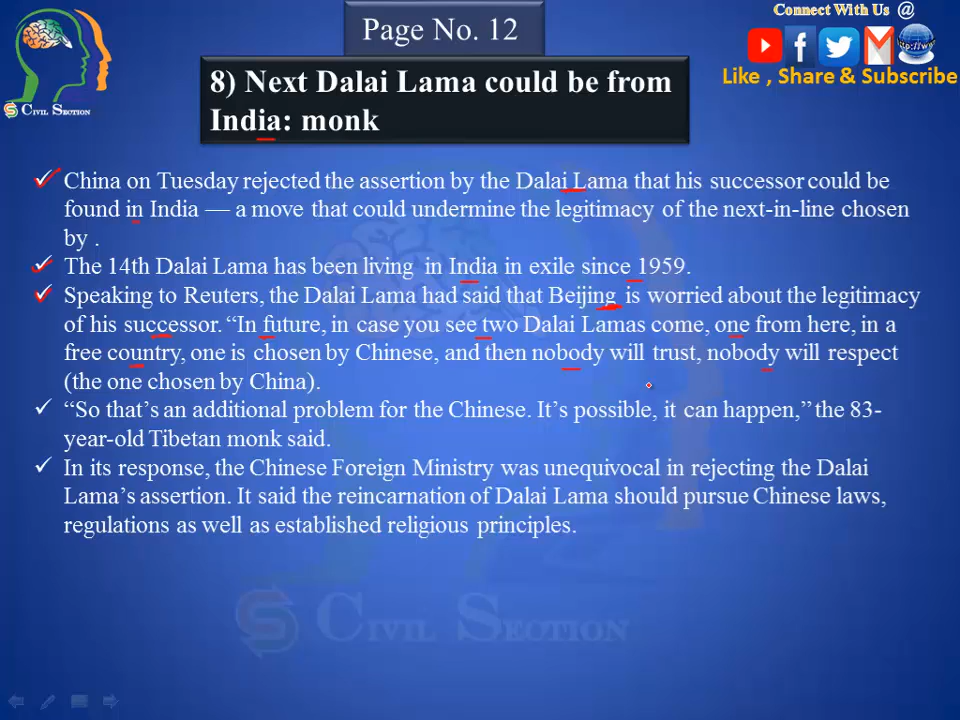 Page No. 12
Connect With Us @
http://www
Like , Share & Subscribe
CIVIL SECTION
8) Next Dalai Lama could be from
India: monk
✓ China on Tuesday rejected the assertion by the Dalai Lama that his successor could be
found in India — a move that could undermine the legitimacy of the next-in-line chosen
by .
✓ The 14th Dalai Lama has been living in India in exile since 1959.
✓ Speaking to Reuters, the Dalai Lama had said that Beijing is worried about the legitimacy
of his successor. “In future, in case you see two Dalai Lamas come, one from here, in a
free country, one is chosen by Chinese, and then nobody will trust, nobody will respect
(the one chosen by China).
✓ “So that’s an additional problem for the Chinese. It’s possible, it can happen,” the 83-
year-old Tibetan monk said.
✓ In its response, the Chinese Foreign Ministry was unequivocal in rejecting the Dalai
Lama’s assertion. It said the reincarnation of Dalai Lama should pursue Chinese laws,
regulations as well as established religious principles.
CIVIL SECTION